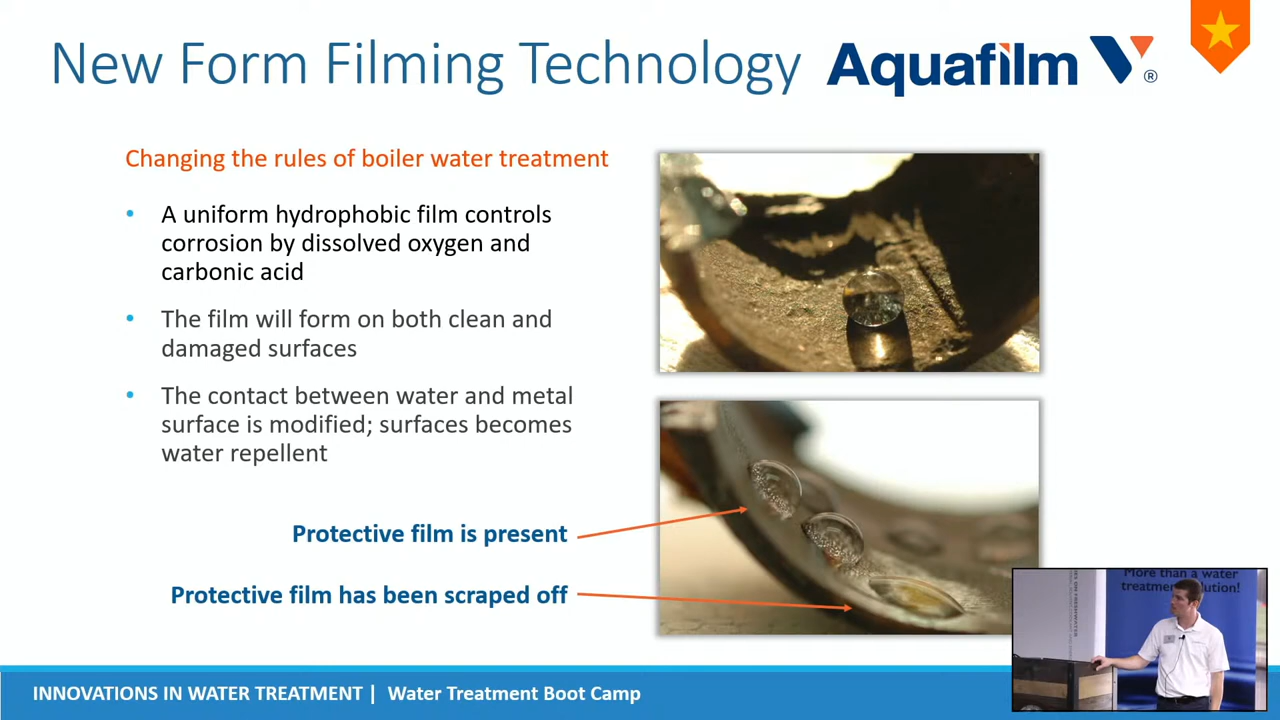 New Form Filming Technology Aquafilm V®
Changing the rules of boiler water treatment
• A uniform hydrophobic film controls
corrosion by dissolved oxygen and
carbonic acid
• The film will form on both clean and
damaged surfaces
• The contact between water and metal
surface is modified; surfaces becomes
water repellent
Protective film is present
Protective film has been scraped off
More than a water
INNOVATIONS IN WATER TREATMENT | Water Treatment Boot Camp